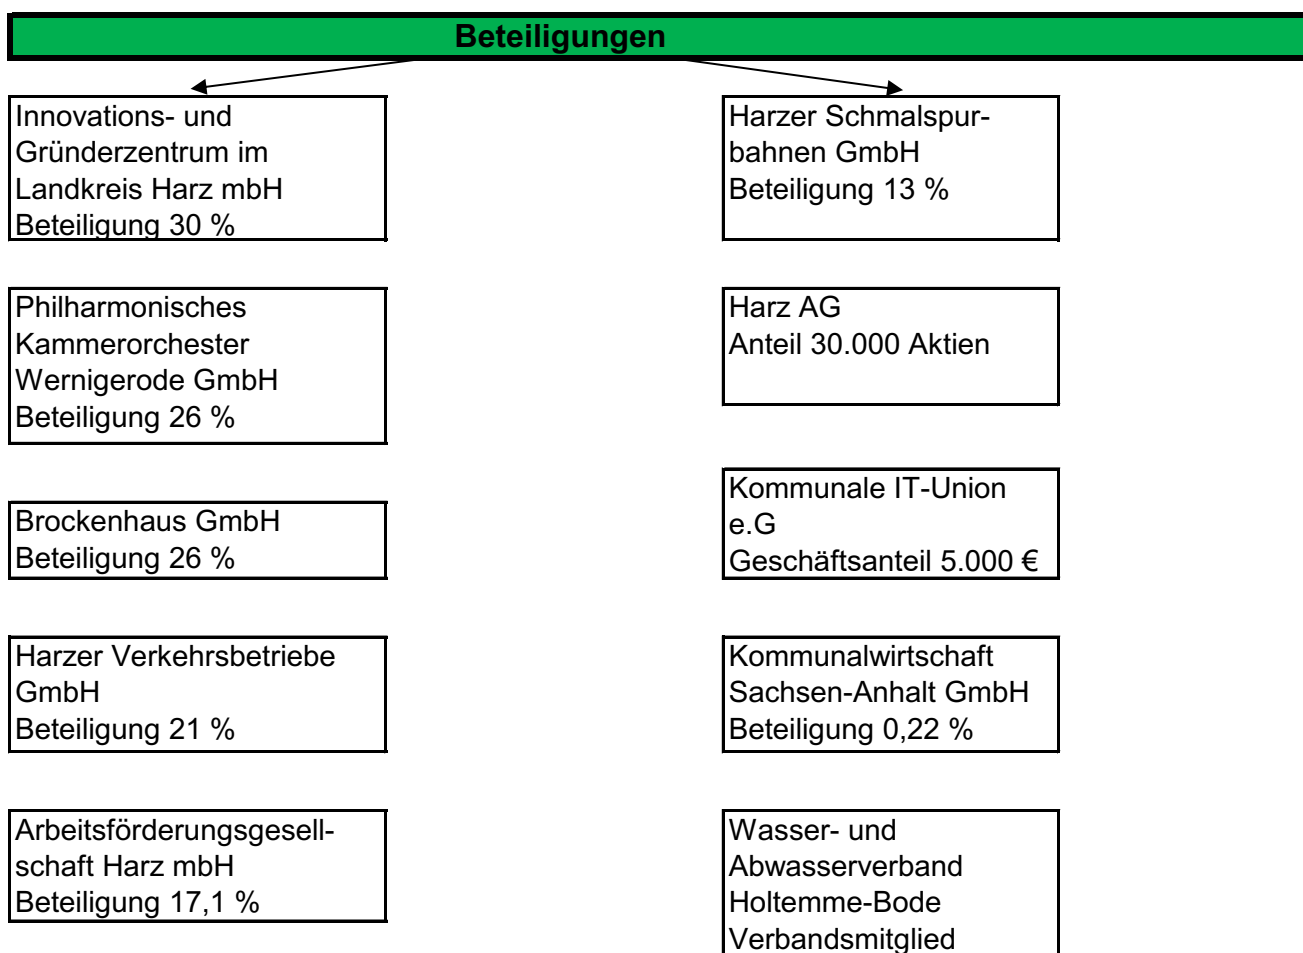 Beteiligungen
Innovations- und
Gründerzentrum im
Landkreis Harz mbH
Beteiligung 30 %
Philharmonisches
Kammerorchester
Wernigerode GmbH
Beteiligung 26 %
Brockenhaus GmbH
Beteiligung 26 %
Harzer Verkehrsbetriebe
GmbH
Beteiligung 21 %
Arbeitsförderungsgesell-
schaft Harz mbH
Beteiligung 17,1 %
Harzer Schmalspur-
bahnen GmbH
Beteiligung 13 %
Harz AG
Anteil 30.000 Aktien
Kommunale IT-Union
e.G
Geschäftsanteil 5.000 €
Kommunalwirtschaft
Sachsen-Anhalt GmbH
Beteiligung 0,22 %
Wasser- und
Abwasserverband
Holtemme-Bode
Verbandsmitglied